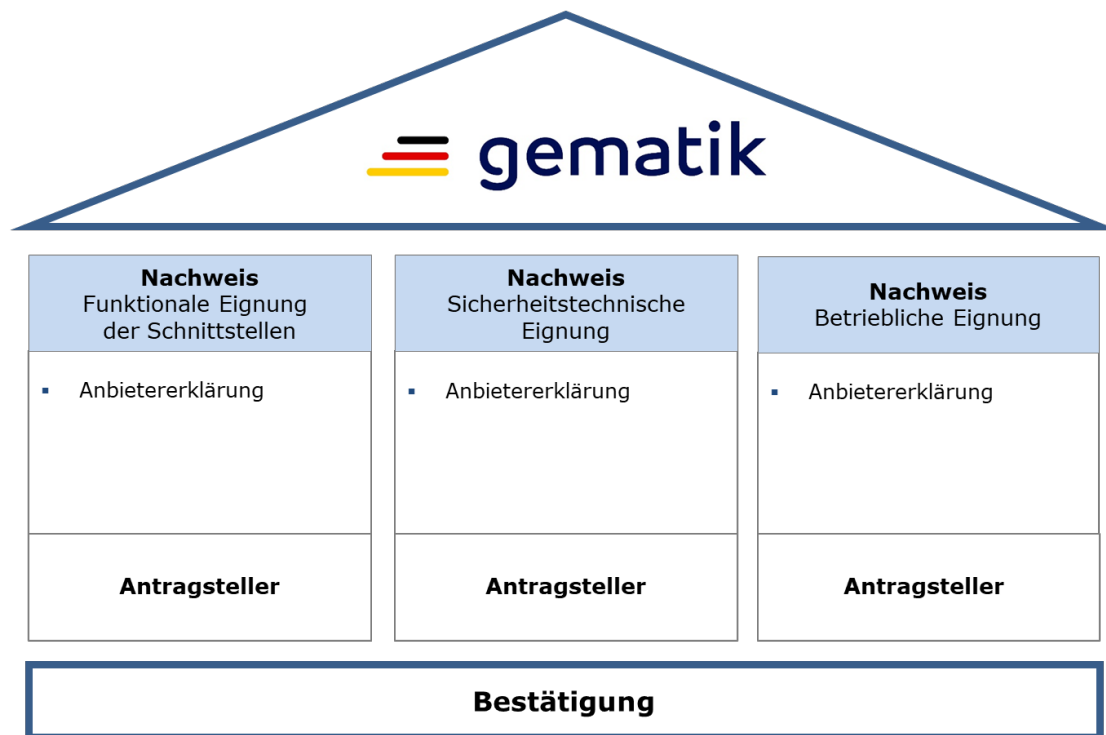 gematik
Nachweis
Funktionale Eignung
der Schnittstellen
Anbietererklärung
Antragsteller
Nachweis
Sicherheitstechnische
Eignung
Anbietererklärung
Antragsteller
Nachweis
Betriebliche Eignung
Anbietererklärung
Antragsteller
Bestätigung